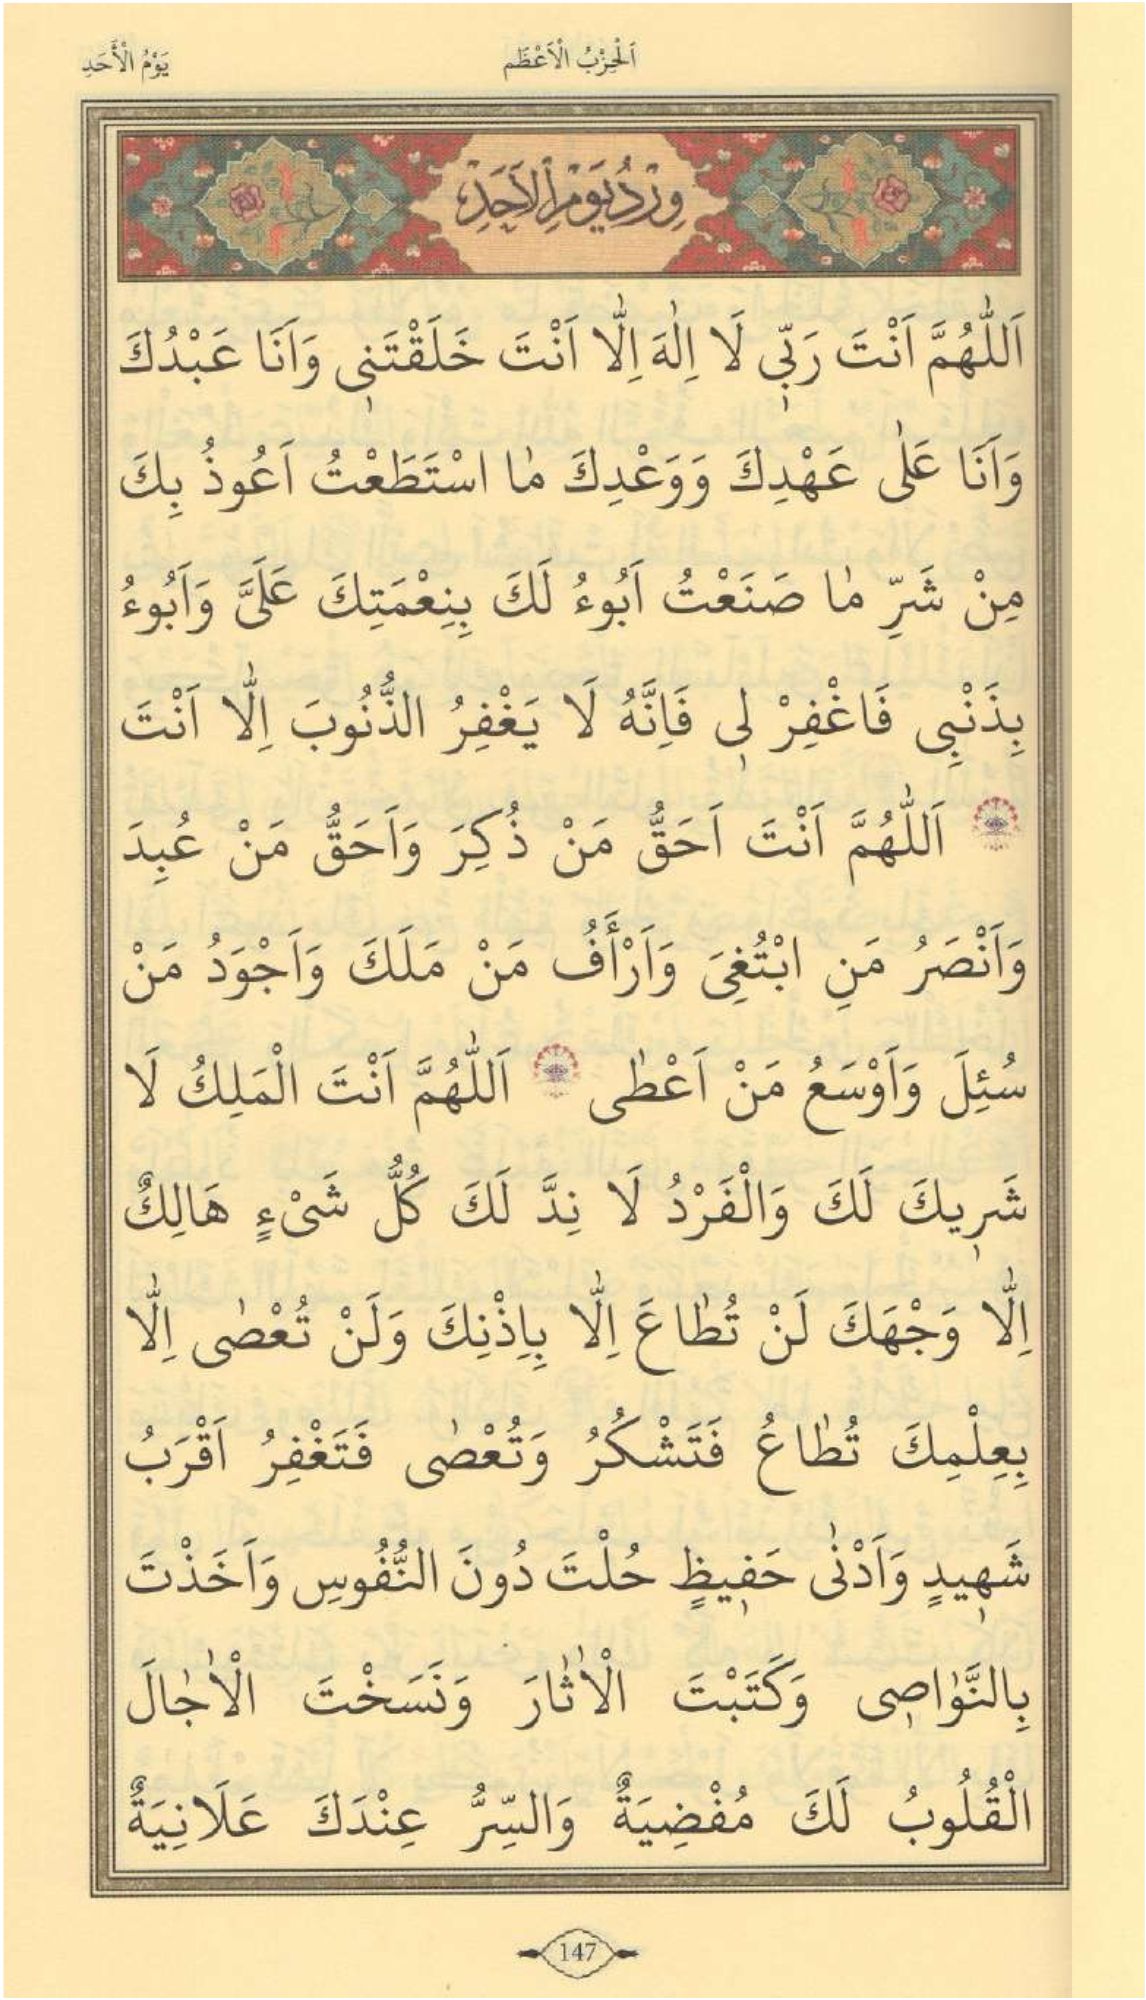 اَلْحِزْبُ الْاَعْظَم
يَوْمُ الْأَحَدِ
وِرْدُ يَوْمِ الْاَحَدِ
اَللّٰهُمَّ اَنْتَ رَبّٖي لَا اِلٰهَ اِلَّا اَنْتَ خَلَقْتَنٖي وَاَنَا عَبْدُكَ
وَاَنَا عَلٰى عَهْدِكَ وَوَعْدِكَ مٰا اسْتَطَعْتُ اَعُوذُ بِكَ
مِنْ شَرِّ مٰا صَنَعْتُ اَبُوءُ لَكَ بِنِعْمَتِكَ عَلَىَّ وَاَبُوءُ
بِذَنْبِى فَاغْفِرْ لٖى فَاِنَّهُ لَا يَغْفِرُ الذُّنُوبَ اِلَّا اَنْتَ
اَللّٰهُمَّ اَنْتَ اَحَقُّ مَنْ ذُكِرَ وَاَحَقُّ مَنْ عُبِدَ
وَاَنْصَرُ مَنِ ابْتُغِىَ وَاَرْأَفُ مَنْ مَلَكَ وَاَجْوَدُ مَنْ
سُئِلَ وَاَوْسَعُ مَنْ اَعْطٰى اَللّٰهُمَّ اَنْتَ الْمَلِكُ لَا
شَرٖيكَ لَكَ وَالْفَرْدُ لَا نِدَّ لَكَ كُلُّ شَىْءٍ هَالِكٌ
اِلَّا وَجْهَكَ لَنْ تُطٰاعَ اِلَّا بِاِذْنِكَ وَلَنْ تُعْصٰى اِلَّا
بِعِلْمِكَ تُطٰاعُ فَتَشْكُرُ وَتُعْصٰى فَتَغْفِرُ اَقْرَبُ
شَهٖيدٍ وَاَدْنٰى حَفٖيظٍ حُلْتَ دُونَ النُّفُوسِ وَاَخَذْتَ
بِالنَّوٰاصٖى وَكَتَبْتَ الْاٰثٰارَ وَنَسَخْتَ الْاٰجٰالَ
الْقُلُوبُ لَكَ مُفْضِيَةٌ وَالسِّرُّ عِنْدَكَ عَلَانِيَةٌ
147